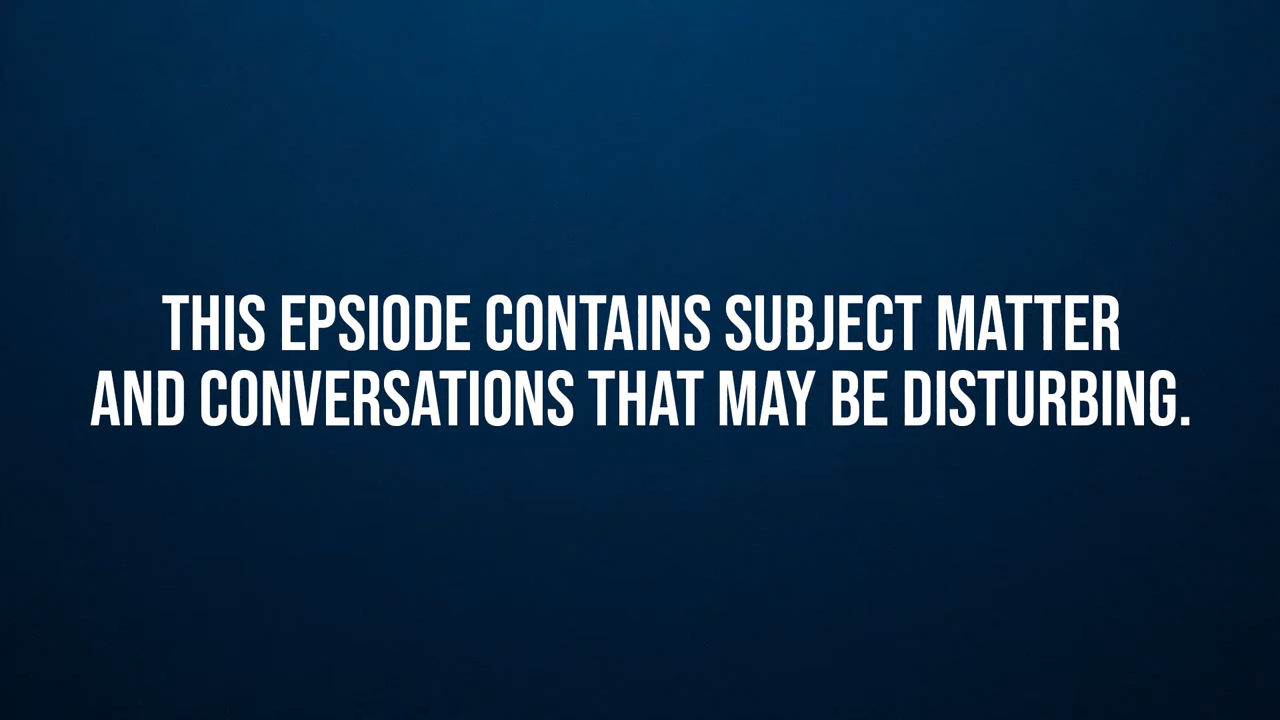 THIS EPSIODE CONTAINS SUBJECT MATTER
AND CONVERSATIONS THAT MAY BE DISTURBING.